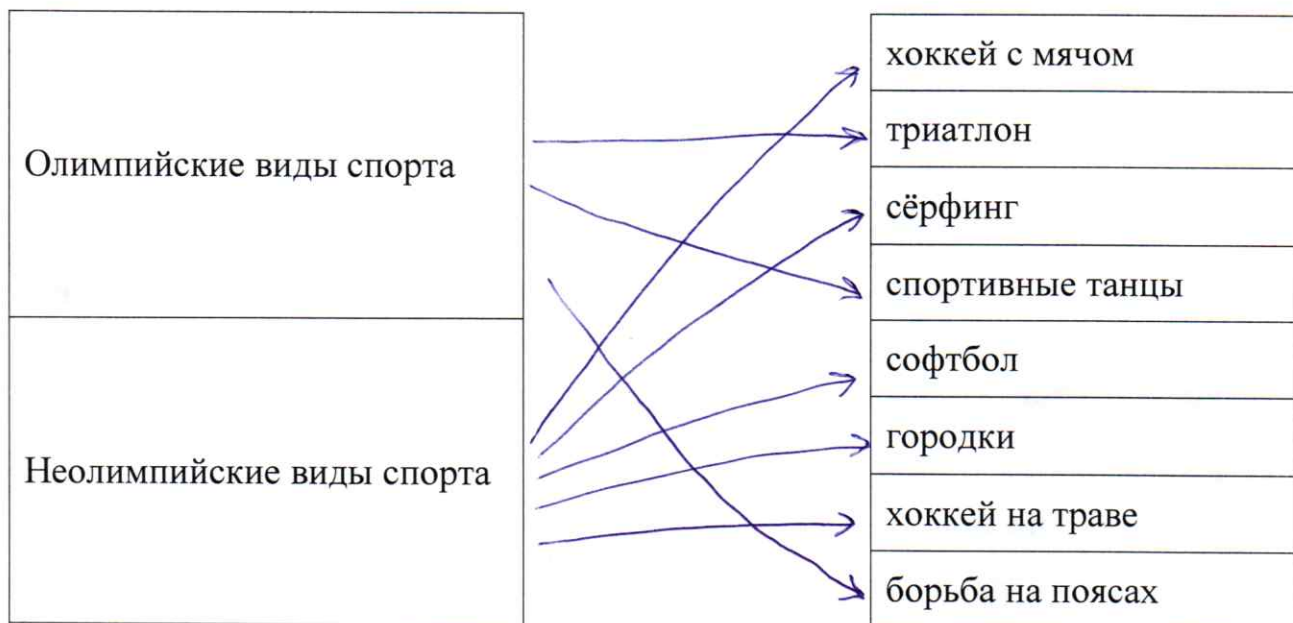 Олимпийские виды спорта
Неолимпийские виды спорта
хоккей с мячом
триатлон
сёрфинг
спортивные танцы
софтбол
городки
хоккей на траве
борьба на поясах